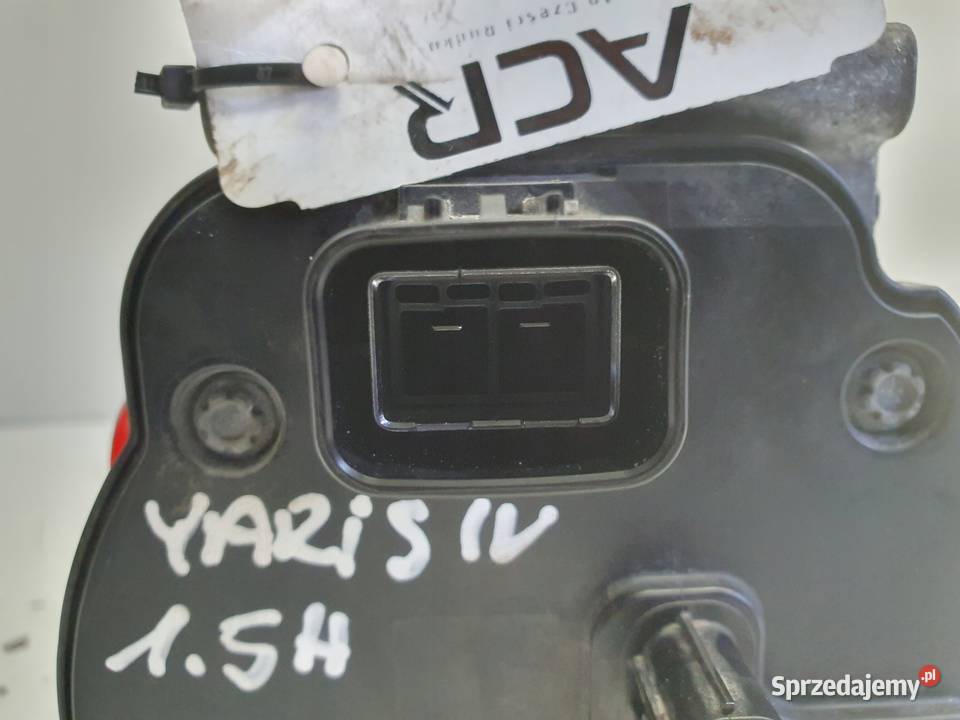 ACR
YARIS IV
1.5H
Sprzedajemy.pl